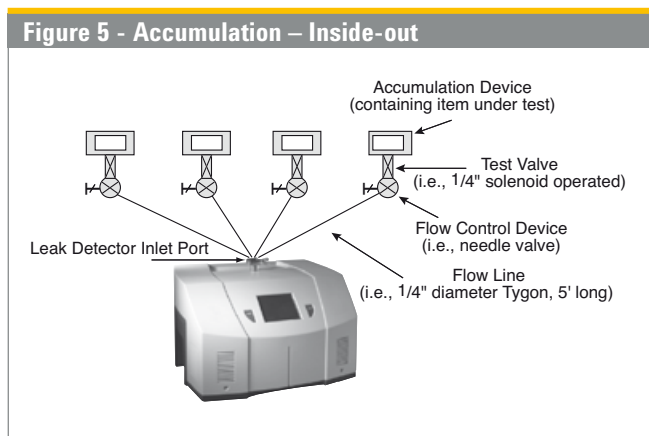 Figure 5 - Accumulation – Inside-out
Accumulation Device
(containing item under test)
Test Valve
(i.e., 1/4" solenoid operated)
Flow Control Device
(i.e., needle valve)
Leak Detector Inlet Port
Flow Line
(i.e., 1/4" diameter Tygon, 5' long)